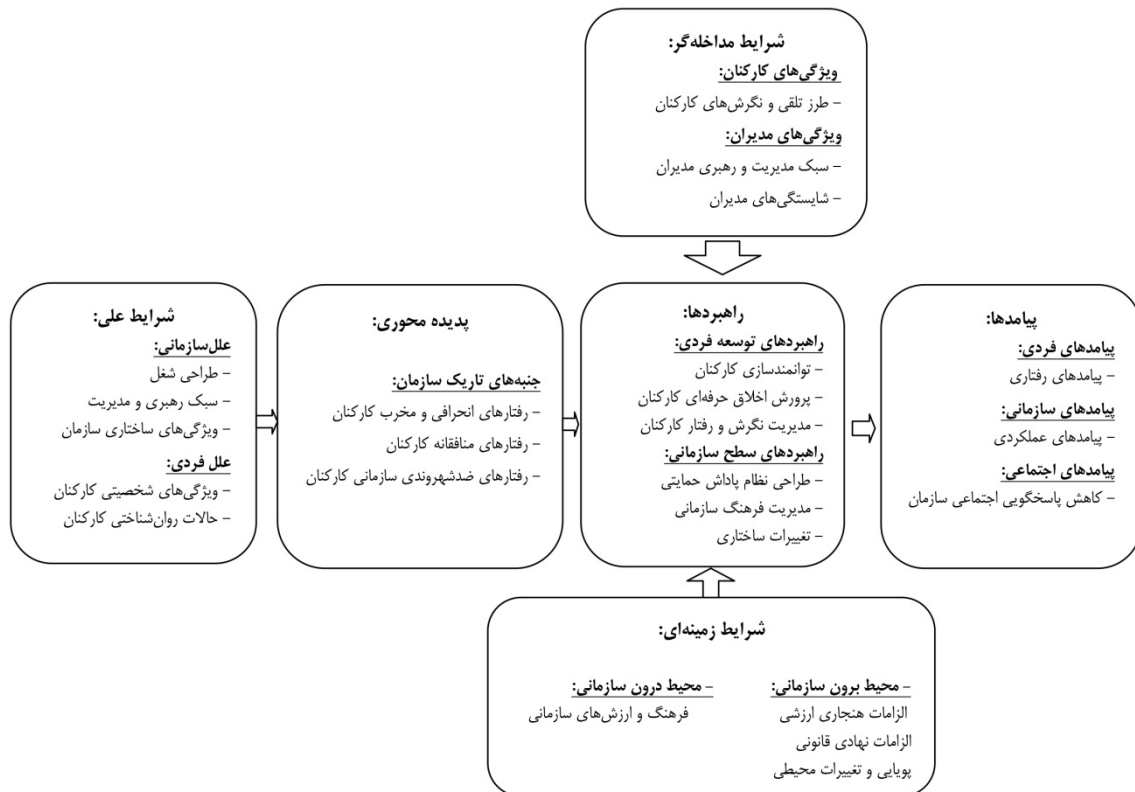 شرایط مداخله‌گر:
ویژگی‌های کارکنان:
– طرز تلقی و نگرش‌های کارکنان
ویژگی‌های مدیران:
– سبک مدیریت و رهبری مدیران
– شایستگی‌های مدیران
شرایط علی:
علل‌سازمانی:
– طراحی شغل
– سبک رهبری و مدیریت
– ویژگی‌های ساختاری سازمان
علل فردی:
– ویژگی‌های شخصیتی کارکنان
– حالات روان‌شناختی کارکنان
پدیده محوری:
جنبه‌های تاریک سازمان:
– رفتارهای انحرافی و مخرب کارکنان
– رفتارهای منافقانه کارکنان
– رفتارهای ضدشهروندی سازمانی کارکنان
راهبردها:
راهبردهای توسعه فردی:
– توانمندسازی کارکنان
– پرورش اخلاق حرفه‌ای کارکنان
– مدیریت نگرش و رفتار کارکنان
راهبردهای سطح سازمانی:
– طراحی نظام پاداش حمایتی
– مدیریت فرهنگ سازمانی
– تغییرات ساختاری
پیامدها:
پیامدهای فردی:
– پیامدهای رفتاری
پیامدهای سازمانی:
– پیامدهای عملکردی
پیامدهای اجتماعی:
– کاهش پاسخگویی اجتماعی سازمان
شرایط زمینه‌ای:
– محیط برون سازمانی:
الزامات هنجاری ارزشی
الزامات نهادی قانونی
پویایی و تغییرات محیطی
– محیط درون سازمانی:
فرهنگ و ارزش‌های سازمانی